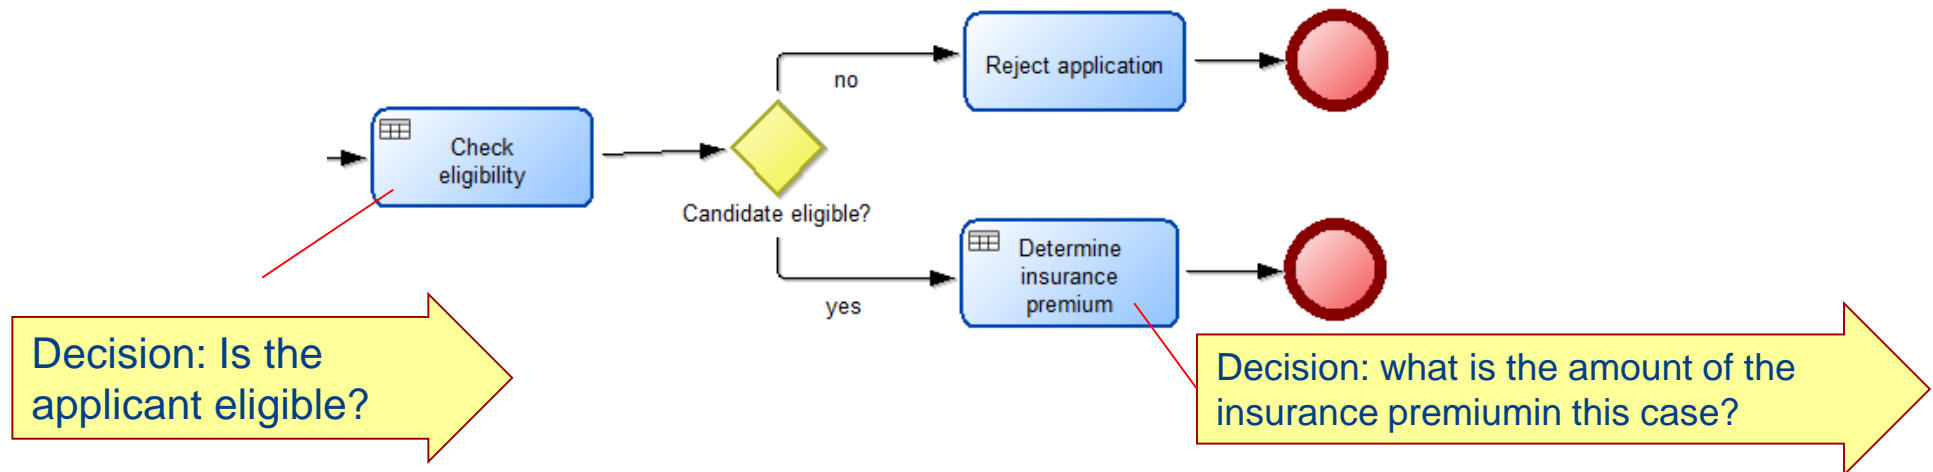 Reject application
no
Check
eligibility
Candidate eligible?
Determine
insurance
premium
yes
Decision: Is the
applicant eligible?
Decision: what is the amount of the
insurance premiumin this case?